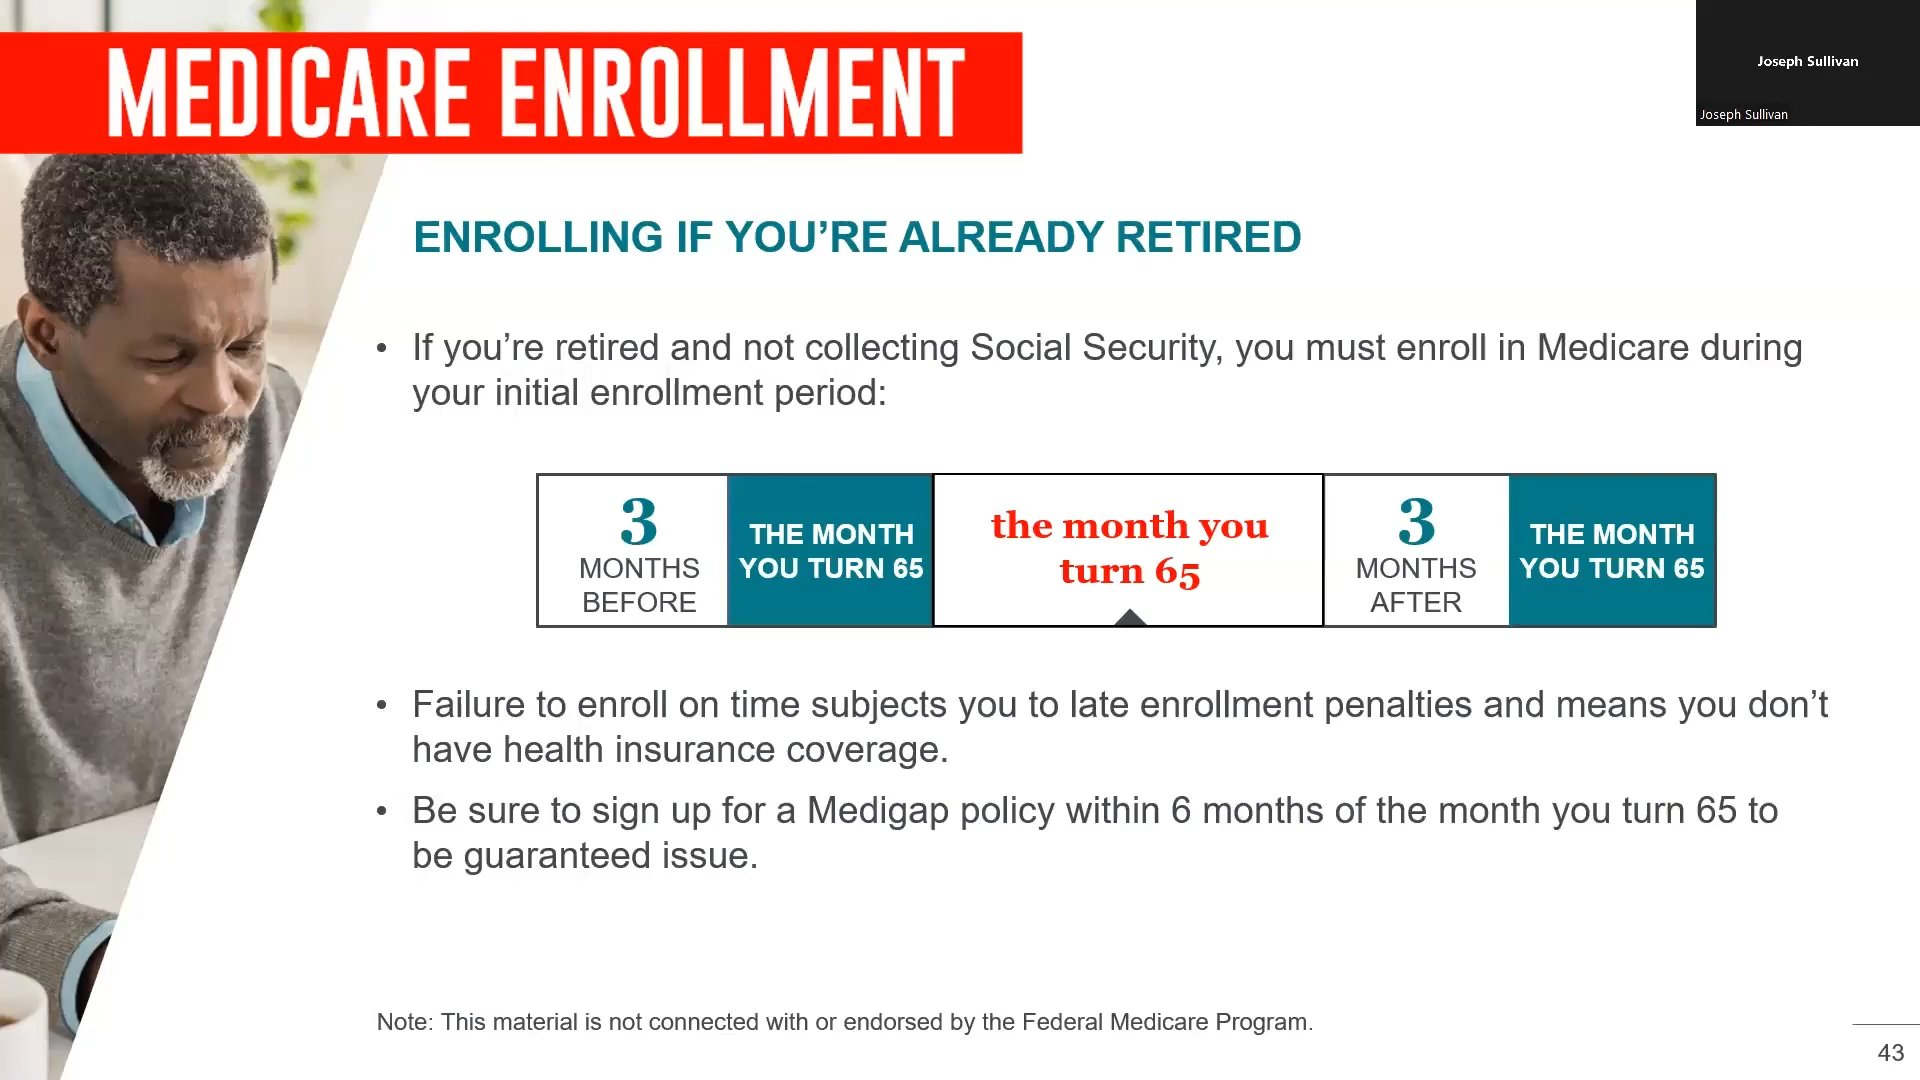 MEDICARE ENROLLMENT
Joseph Sullivan
Joseph Sullivan
ENROLLING IF YOU’RE ALREADY RETIRED
• If you’re retired and not collecting Social Security, you must enroll in Medicare during
your initial enrollment period:
3
MONTHS
BEFORE
THE MONTH
YOU TURN 65
the month you
turn 65
3
MONTHS
AFTER
THE MONTH
YOU TURN 65
• Failure to enroll on time subjects you to late enrollment penalties and means you don’t
have health insurance coverage.
• Be sure to sign up for a Medigap policy within 6 months of the month you turn 65 to
be guaranteed issue.
Note: This material is not connected with or endorsed by the Federal Medicare Program.
43